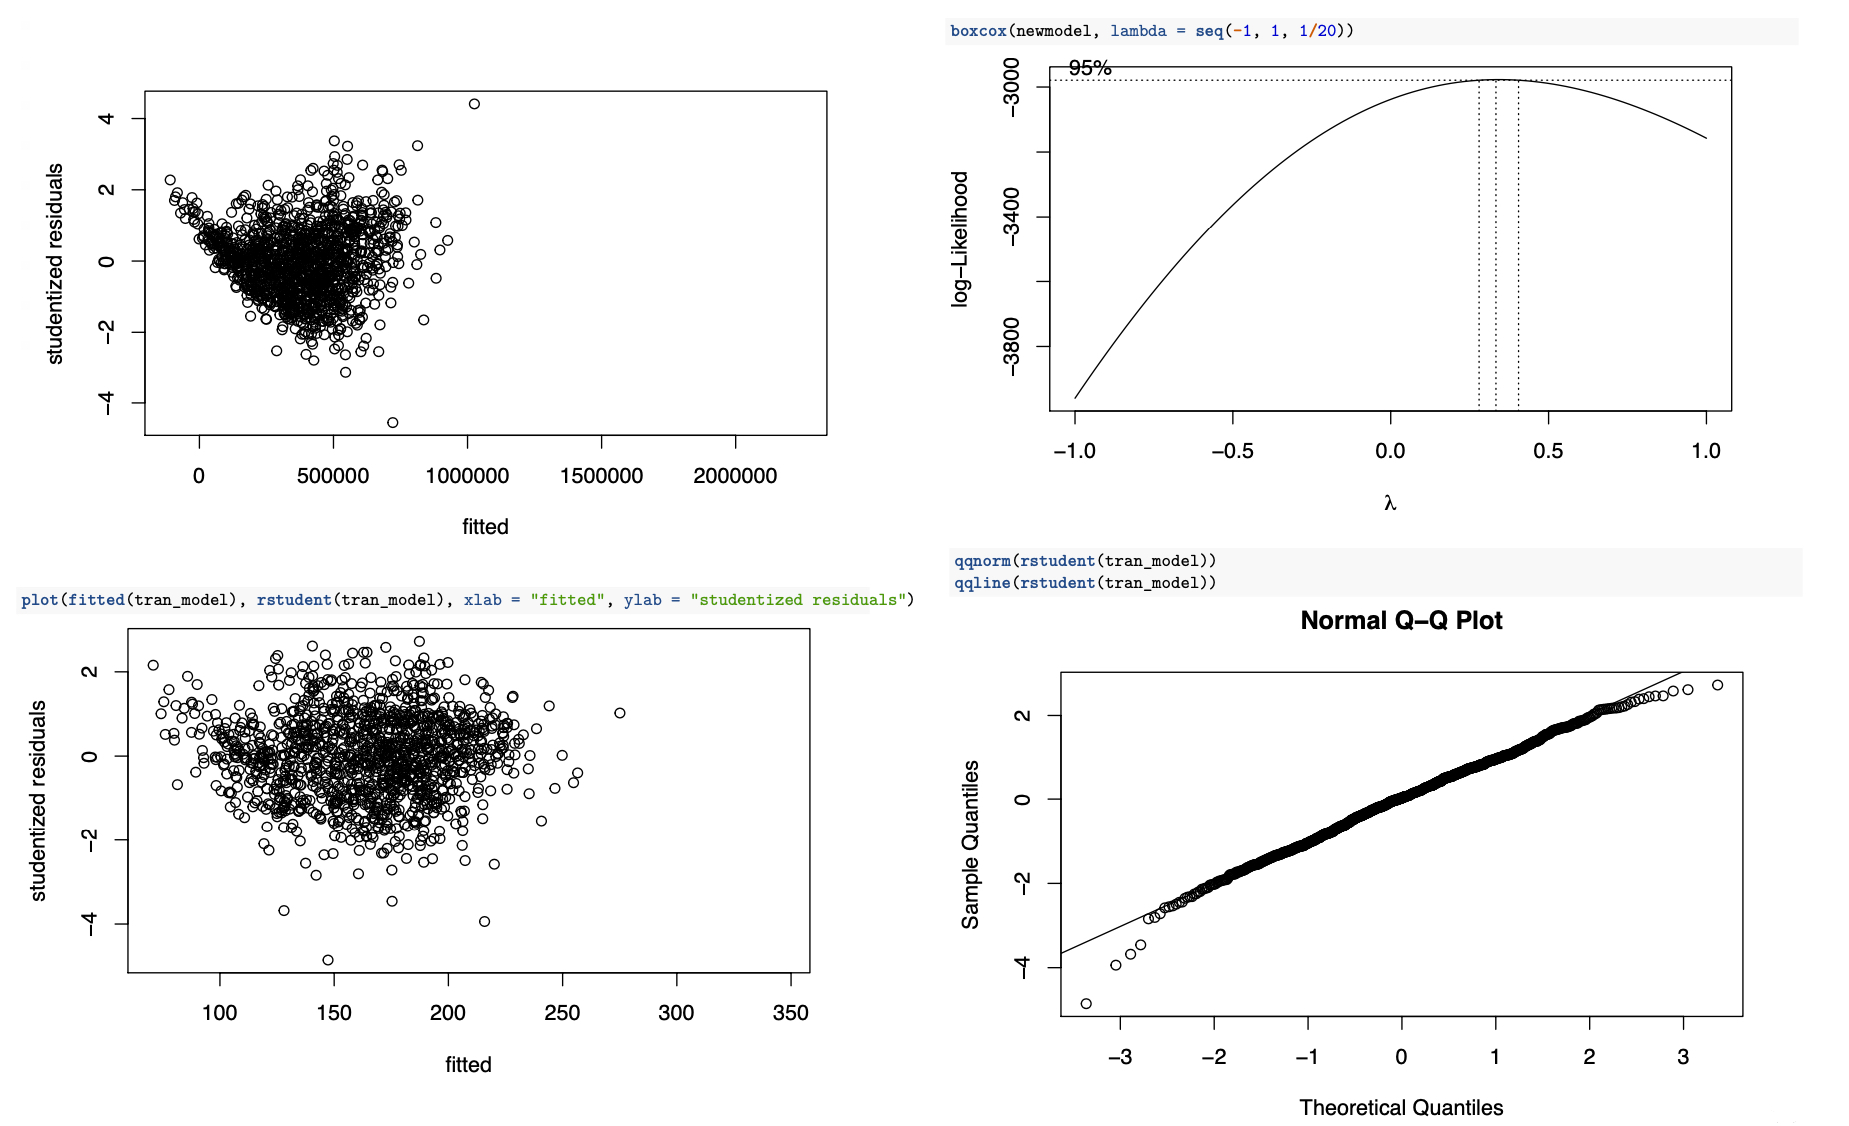 4
2
0
−2
−4
studentized residuals
0 500000 1000000 1500000 2000000
fitted
boxcox(newmodel, lambda = seq(-1, 1, 1/20))
95%
−3000
−3400
−3800
log−Likelihood
−1.0 −0.5 0.0 0.5 1.0
λ
plot(fitted(tran_model), rstudent(tran_model), xlab = "fitted", ylab = "studentized residuals")
2
0
−2
−4
studentized residuals
100 150 200 250 300 350
fitted
qqnorm(rstudent(tran_model))
qqline(rstudent(tran_model))
Normal Q−Q Plot
2
0
−2
−4
Sample Quantiles
−3 −2 −1 0 1 2 3
Theoretical Quantiles